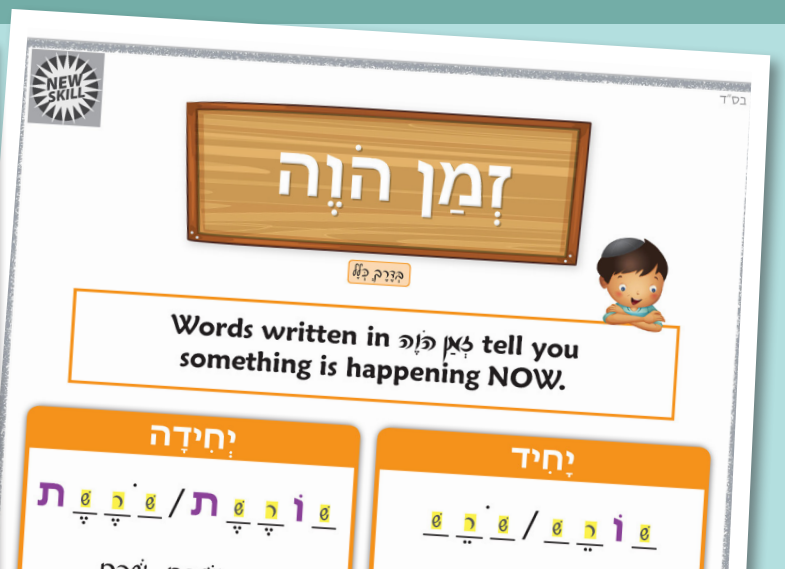 NEW
SKILL
בס"ד
זְמַן הֹוֶה
בְּדֶרֶךְ כְּלָל
Words written in זְמַן הֹוֶה tell you
something is happening NOW.
יָחִיד
שׁ וֹ רֵ שׁ / שׁ ֹ רֵ שׁ
יְחִידָה
שׁ וֹ רֶ שֶׁ ת / שׁ ֹ רֶ שֶׁ ת